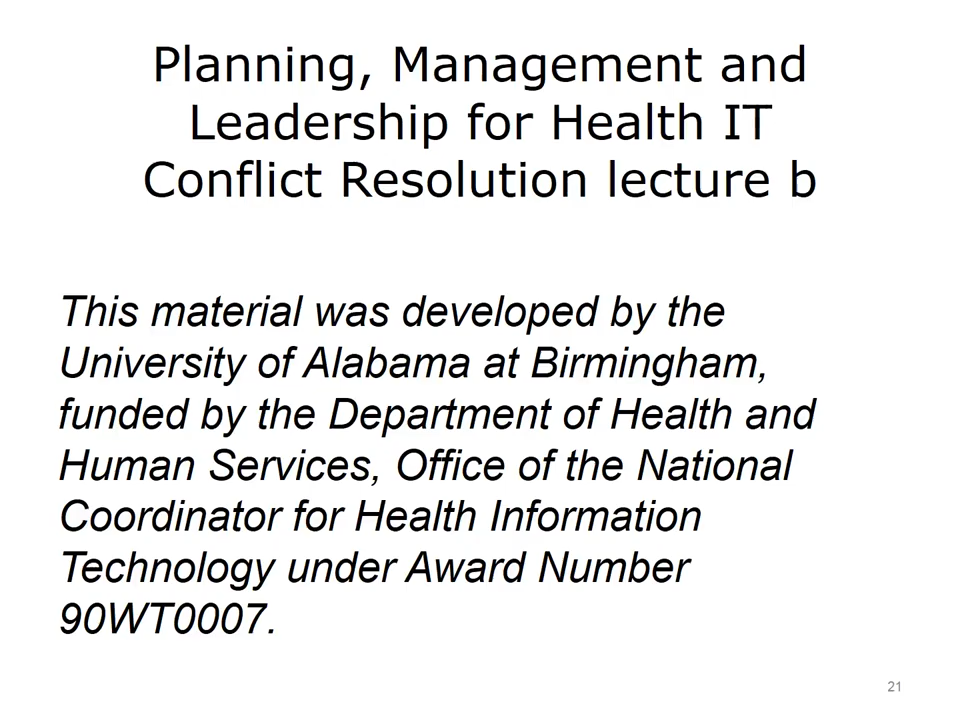 Planning, Management and
Leadership for Health IT
Conflict Resolution lecture b
This material was developed by the
University of Alabama at Birmingham,
funded by the Department of Health and
Human Services, Office of the National
Coordinator for Health Information
Technology under Award Number
90WT0007.
21